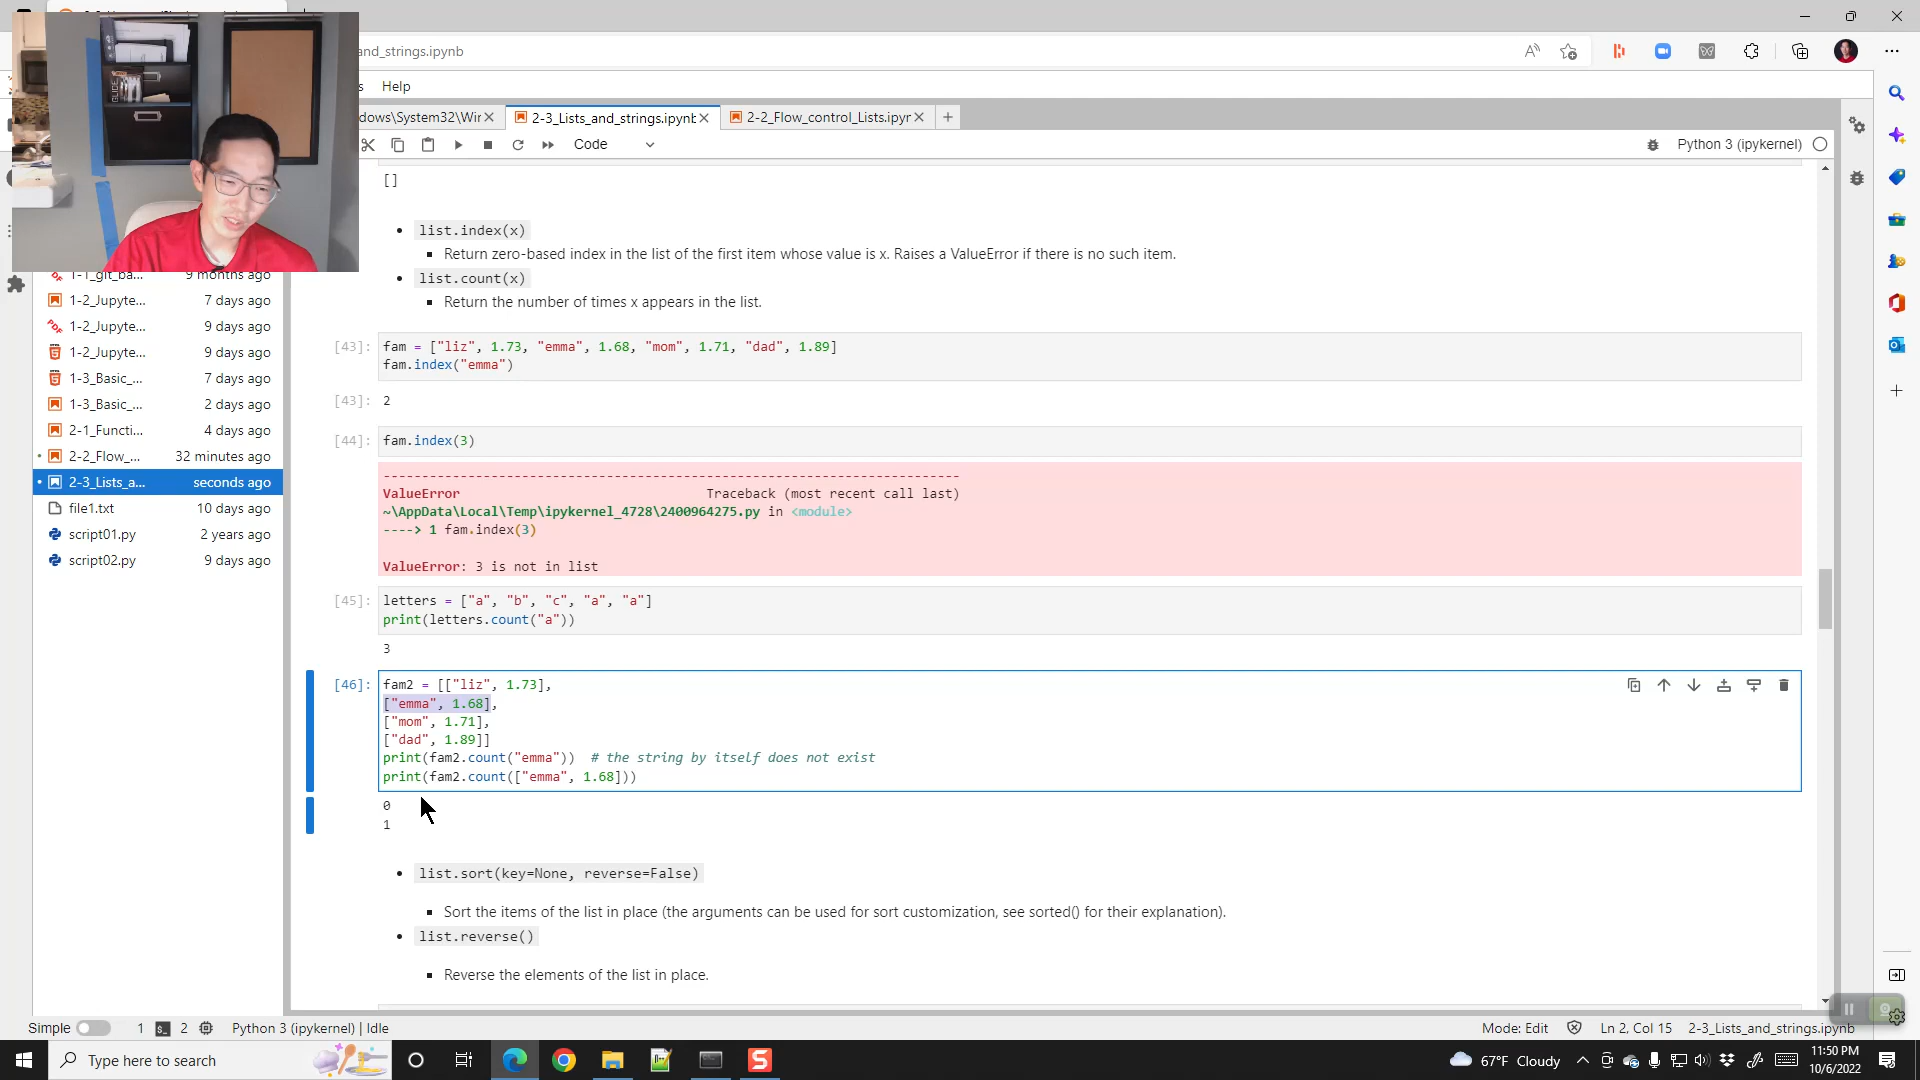 and_strings.ipynb
s
Help
dows\System32\Wir
2-3_Lists_and_strings.ipynb
2-2_Flow_control_Lists.ipyr
Code
Python 3 (ipykernel)
[]
list.index(x)
Return zero-based index in the list of the first item whose value is x. Raises a ValueError if there is no such item.
list.count(x)
Return the number of times x appears in the list.
1-1_git_ba... 9 months ago
1-2_Jupyte... 7 days ago
1-2_Jupyte... 9 days ago
1-2_Jupyte... 9 days ago
1-3_Basic_... 7 days ago
1-3_Basic_... 2 days ago
2-1_Functi... 4 days ago
2-2_Flow_... 32 minutes ago
2-3_Lists_a... seconds ago
file1.txt 10 days ago
script01.py 2 years ago
script02.py 9 days ago
[43]: fam = ["liz", 1.73, "emma", 1.68, "mom", 1.71, "dad", 1.89]
fam.index("emma")
[43]: 2
[44]: fam.index(3)
---------------------------------------------------------------------------
ValueError Traceback (most recent call last)
~\AppData\Local\Temp\ipykernel_4728\2400964275.py in <module>
----> 1 fam.index(3)
ValueError: 3 is not in list
[45]: letters = ["a", "b", "c", "a", "a"]
print(letters.count("a"))
3
[46]: fam2 = [["liz", 1.73],
["emma", 1.68],
["mom", 1.71],
["dad", 1.89]]
print(fam2.count("emma")) # the string by itself does not exist
print(fam2.count(["emma", 1.68]))
0
1
list.sort(key=None, reverse=False)
Sort the items of the list in place (the arguments can be used for sort customization, see sorted() for their explanation).
list.reverse()
Reverse the elements of the list in place.
Simple 1 2 Python 3 (ipykernel) | Idle Mode: Edit Ln 2, Col 15 2-3_Lists_and_strings.ipynb
Type here to search 67°F Cloudy 11:50 PM
10/6/2022